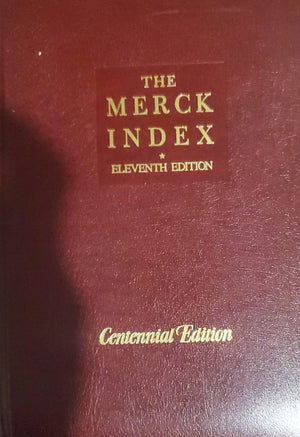 THE
MERCK
INDEX
★
ELEVENTH EDITION
Centennial Edition